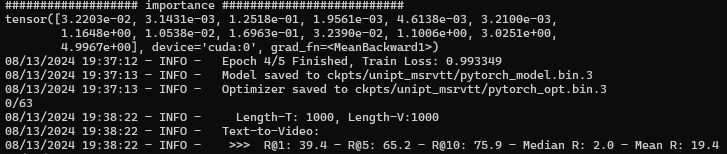 ################### importance ##########################
tensor([3.2203e-02, 3.1431e-03, 1.2518e-01, 1.9561e-03, 4.6138e-03, 3.2100e-03,
1.1648e+00, 1.0538e-02, 1.6963e-01, 3.2390e-02, 1.1006e+00, 3.0251e+00,
4.9967e+00], device='cuda:0', grad_fn=<MeanBackward1>)
08/13/2024 19:37:12 - INFO - Epoch 4/5 Finished, Train Loss: 0.993349
08/13/2024 19:37:13 - INFO - Model saved to ckpts/unipt_msrvtt/pytorch_model.bin.3
08/13/2024 19:37:13 - INFO - Optimizer saved to ckpts/unipt_msrvtt/pytorch_opt.bin.3
0/63
08/13/2024 19:38:22 - INFO - Length-T: 1000, Length-V:1000
08/13/2024 19:38:22 - INFO - Text-to-Video:
08/13/2024 19:38:22 - INFO - >>> R@1: 39.4 - R@5: 65.2 - R@10: 75.9 - Median R: 2.0 - Mean R: 19.4